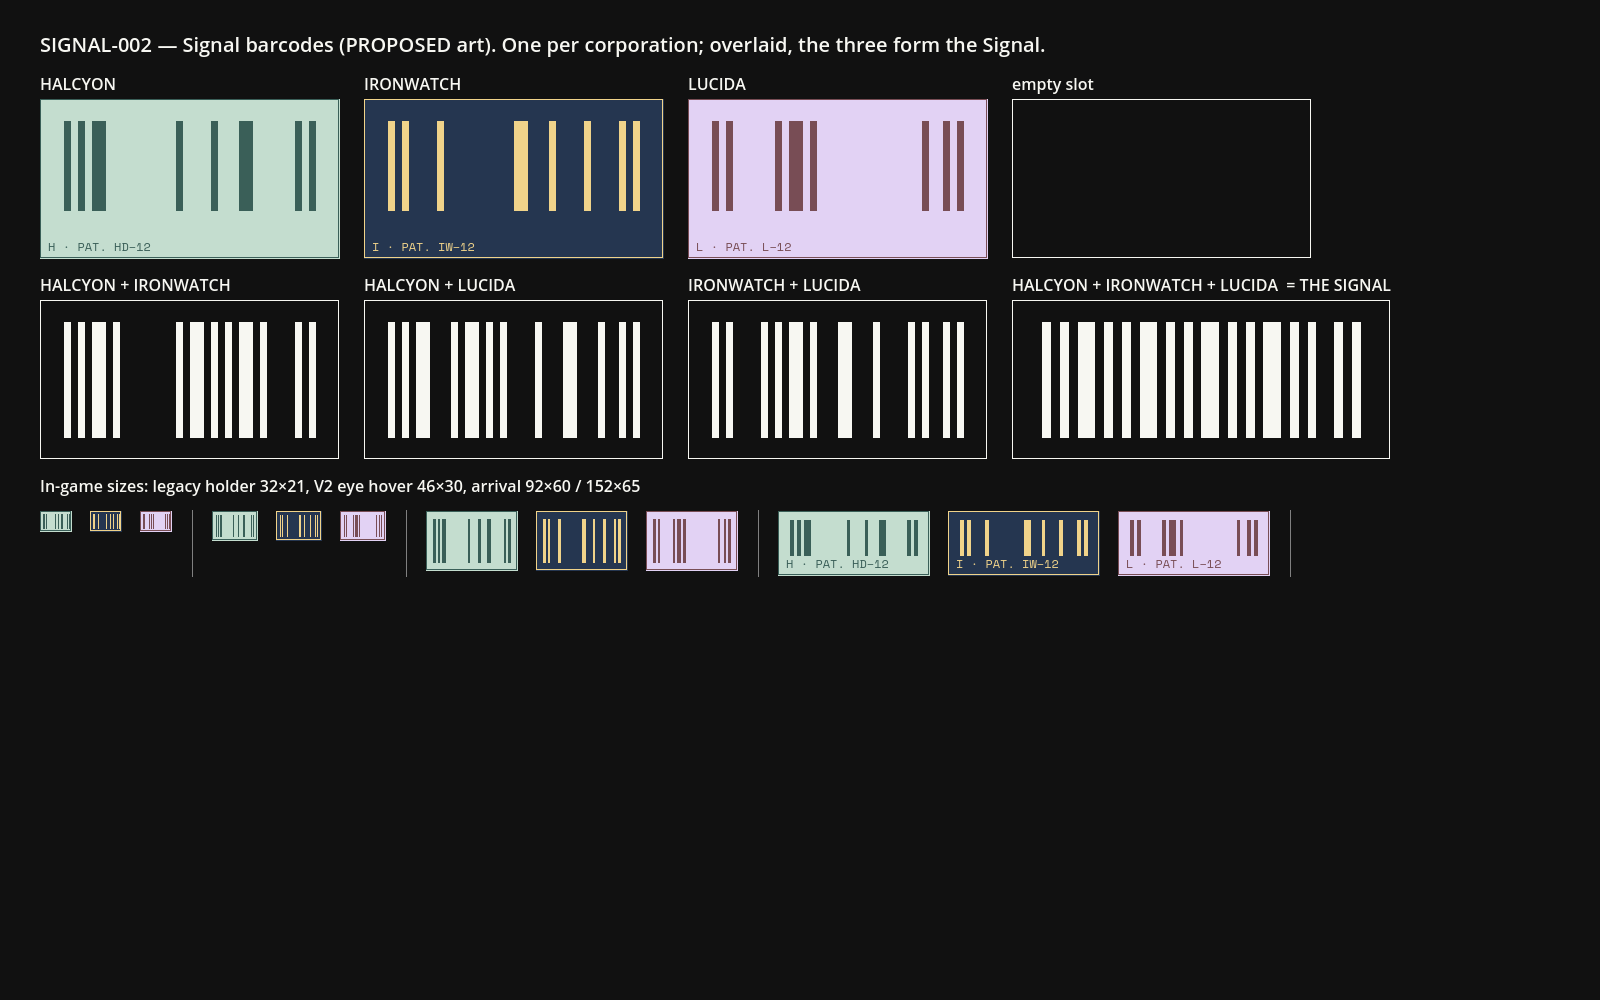 SIGNAL-002 — Signal barcodes (PROPOSED art). One per corporation; overlaid, the three form the Signal.
HALCYON
IRONWATCH
LUCIDA
empty slot
H · PAT. HD-12
I · PAT. IW-12
L · PAT. L-12
HALCYON + IRONWATCH
HALCYON + LUCIDA
IRONWATCH + LUCIDA
HALCYON + IRONWATCH + LUCIDA = THE SIGNAL
In-game sizes: legacy holder 32×21, V2 eye hover 46×30, arrival 92×60 / 152×65
H · PAT. HD-12
I · PAT. IW-12
L · PAT. L-12